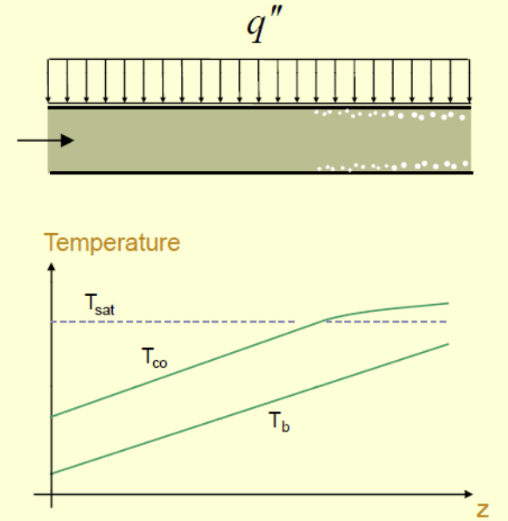 q″
Temperature
T_sat
T_co
T_b
z